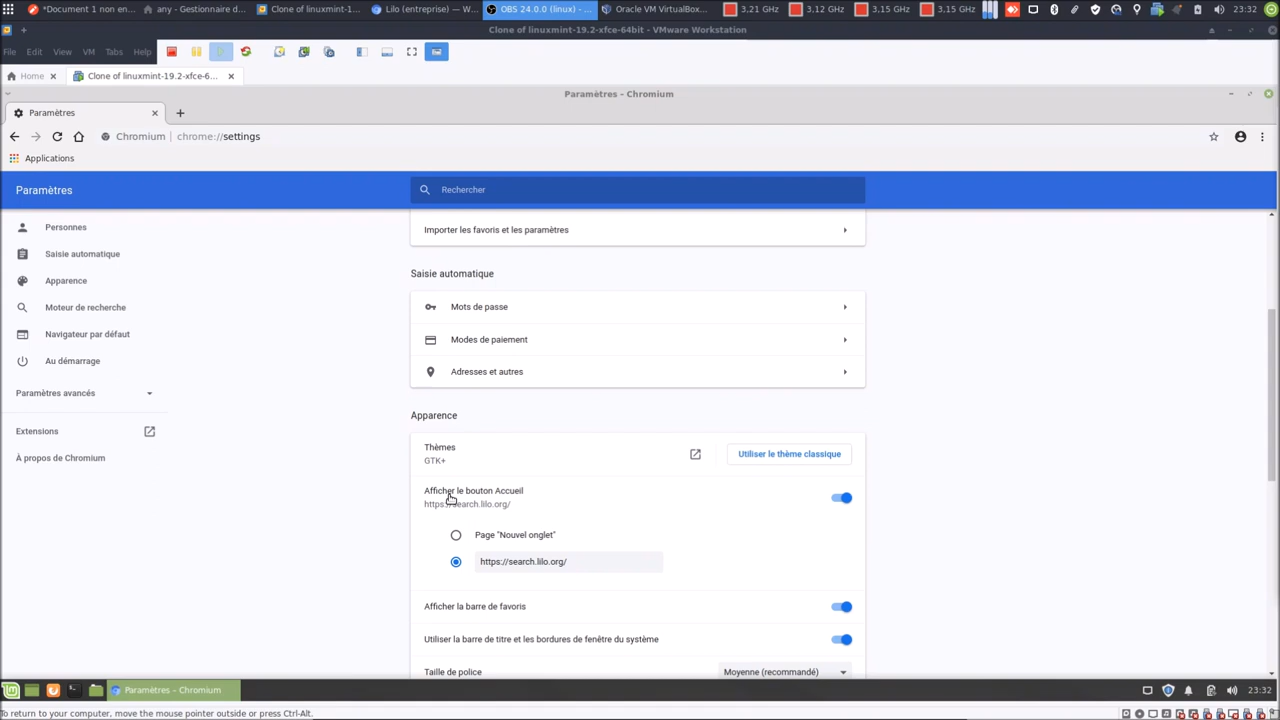 *Document 1 non en...
any - Gestionnaire d...
Clone of linuxmint-1...
Lilo (entreprise) — W...
OBS 24.0.0 (linux) - ...
Oracle VM VirtualBox...
3,21 GHz
3,12 GHz
3,15 GHz
Clone of linuxmint-19.2-xfce-64bit - VMware Workstation
File Edit View VM Tabs Help
Home
Clone of linuxmint-19.2-xfce-6...
Paramètres - Chromium
Paramètres
Chromium | chrome://settings
Applications
Paramètres
Rechercher
Personnes
Saisie automatique
Apparence
Moteur de recherche
Navigateur par défaut
Au démarrage
Paramètres avancés
Extensions
À propos de Chromium
Importer les favoris et les paramètres
Saisie automatique
Mots de passe
Modes de paiement
Adresses et autres
Apparence
Thèmes
GTK+
Utiliser le thème classique
Afficher le bouton Accueil
https://search.lilo.org/
Page "Nouvel onglet"
https://search.lilo.org/
Afficher la barre de favoris
Utiliser la barre de titre et les bordures de fenêtre du système
Taille de police
Moyenne (recommandé)
Paramètres - Chromium
23:32
To return to your computer, move the mouse pointer outside or press Ctrl-Alt.